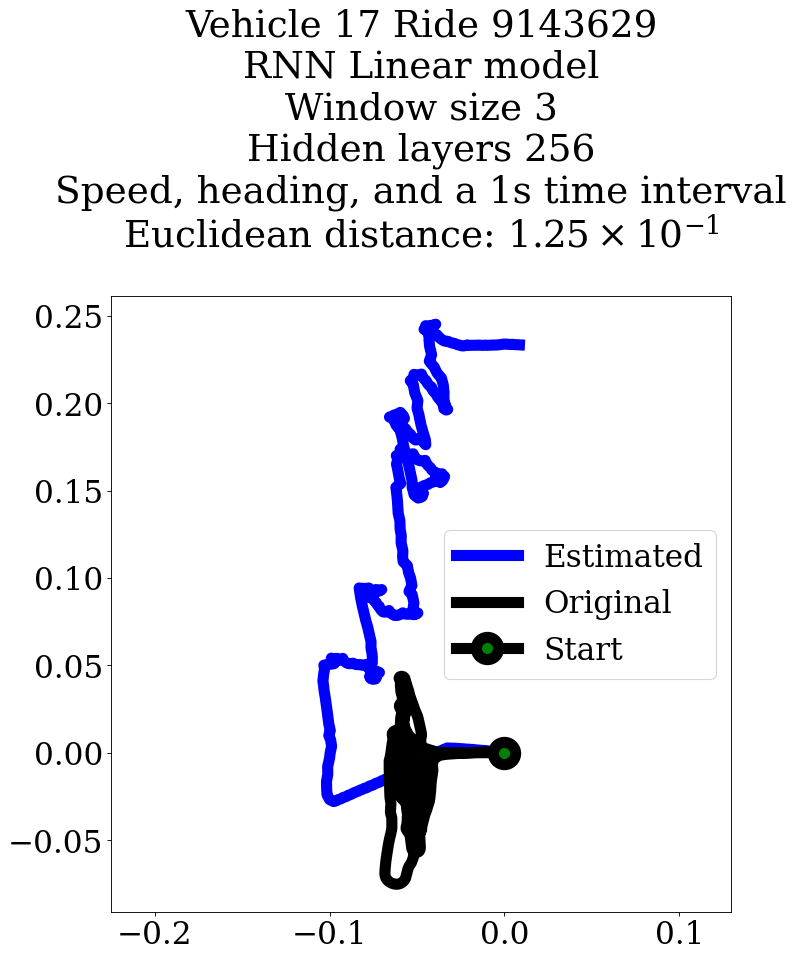 Vehicle 17 Ride 9143629
RNN Linear model
Window size 3
Hidden layers 256
Speed, heading, and a 1s time interval
Euclidean distance: 1.25 × 10⁻¹
0.25
0.20
0.15
0.10
0.05
0.00
−0.05
Estimated
Original
Start
−0.2
−0.1
0.0
0.1